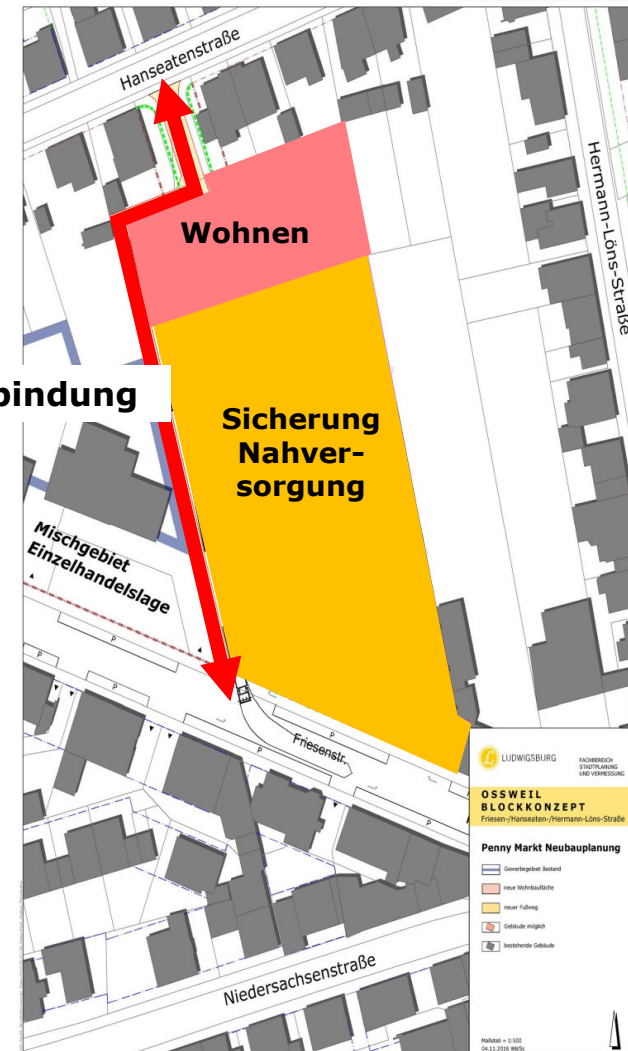 Hanseatenstraße
Hermann-Löns-Straße
Wohnen
bindung
Sicherung
Nahver-
sorgung
Mischgebiet
Einzelhandelslage
P
P
P
P
P
Friesenstr.
Niedersachsenstraße
LUDWIGSBURG
FACHBEREICH
STADTPLANUNG
UND VERMESSUNG
OSSWEIL
BLOCKKONZEPT
Friesen-/Hanseaten-/Hermann-Löns-Straße
Penny Markt Neubauplanung
Gewerbegebiet Bestand
neue Wohnbaufläche
neuer Fußweg
Gebäude möglich
bestehende Gebäude
Maßstab = 1:500
04.11.2016 WB/Sc